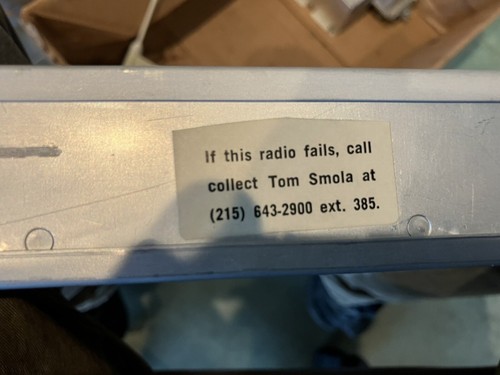 If this radio fails, call
collect Tom Smola at
(215) 643-2900 ext. 385.